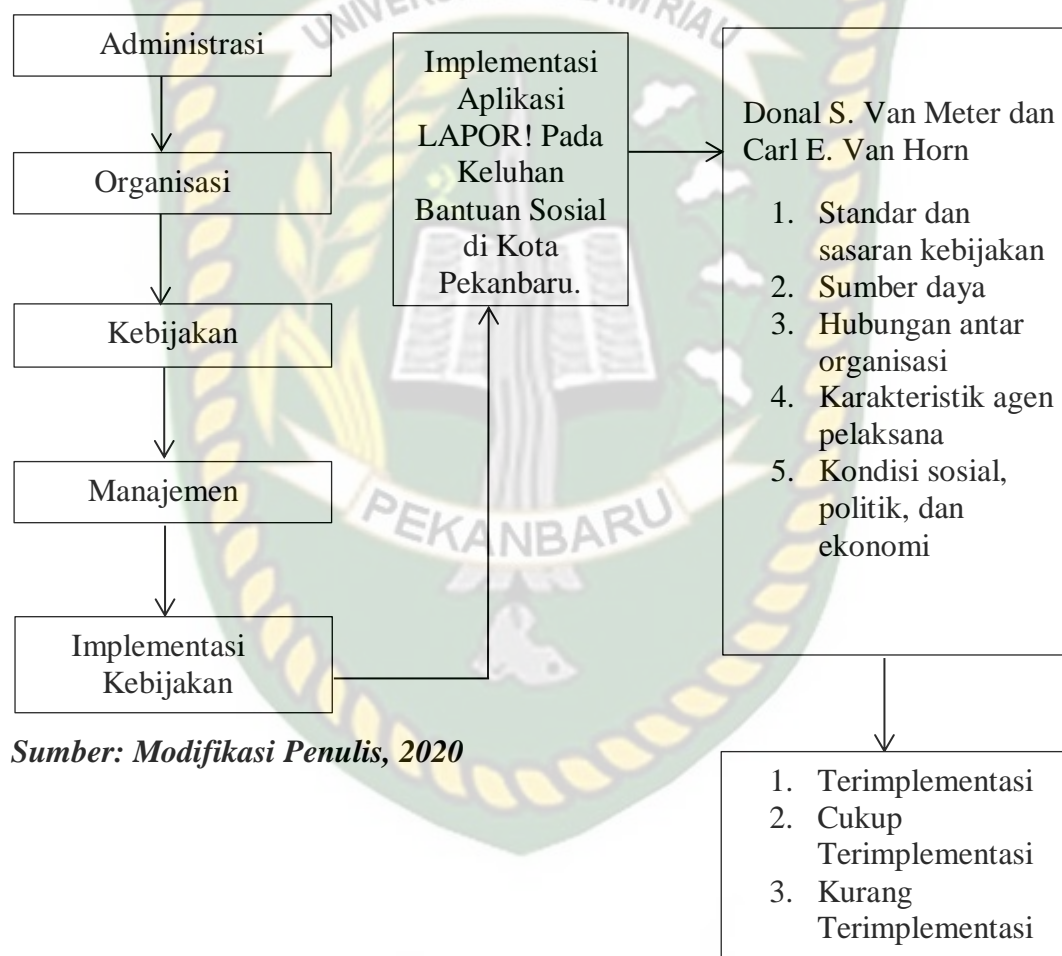 UNIVERSITAS ISLAM RIAU
Administrasi
Organisasi
Kebijakan
Manajemen
Implementasi
Kebijakan
Implementasi
Aplikasi
LAPOR! Pada
Keluhan
Bantuan Sosial
di Kota
Pekanbaru.
Donal S. Van Meter dan
Carl E. Van Horn
1. Standar dan
sasaran kebijakan
2. Sumber daya
3. Hubungan antar
organisasi
4. Karakteristik agen
pelaksana
5. Kondisi sosial,
politik, dan
ekonomi
PEKANBARU
Sumber: Modifikasi Penulis, 2020
1. Terimplementasi
2. Cukup
Terimplementasi
3. Kurang
Terimplementasi